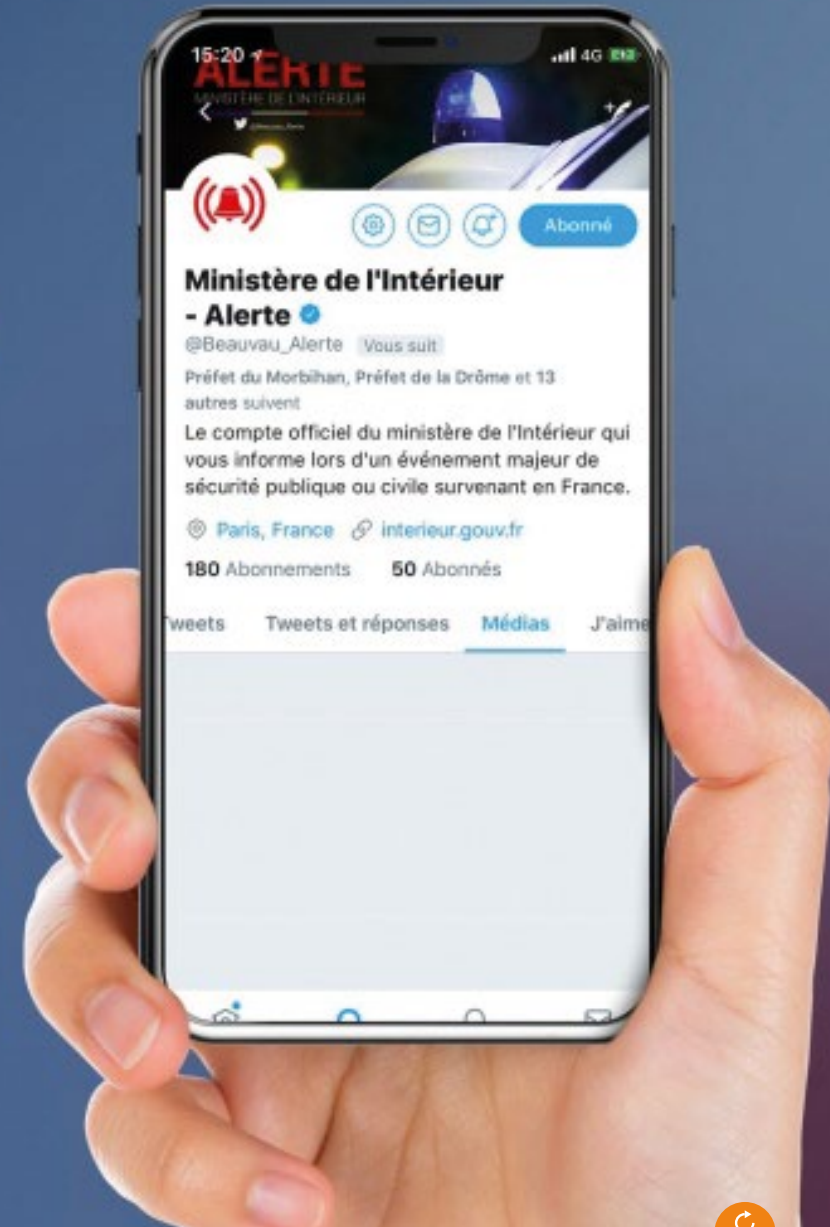 15:20
4G
ALERTE
MINISTÈRE DE L'INTÉRIEUR
Abonné
Ministère de l'Intérieur
- Alerte
@Beauvau_Alerte Vous suit
Préfet du Morbihan, Préfet de la Drôme et 13
autres suivent
Le compte officiel du ministère de l'Intérieur qui
vous informe lors d'un événement majeur de
sécurité publique ou civile survenant en France.
Paris, France interieur.gouv.fr
180 Abonnements 50 Abonnés
Tweets Tweets et réponses Médias J'aime